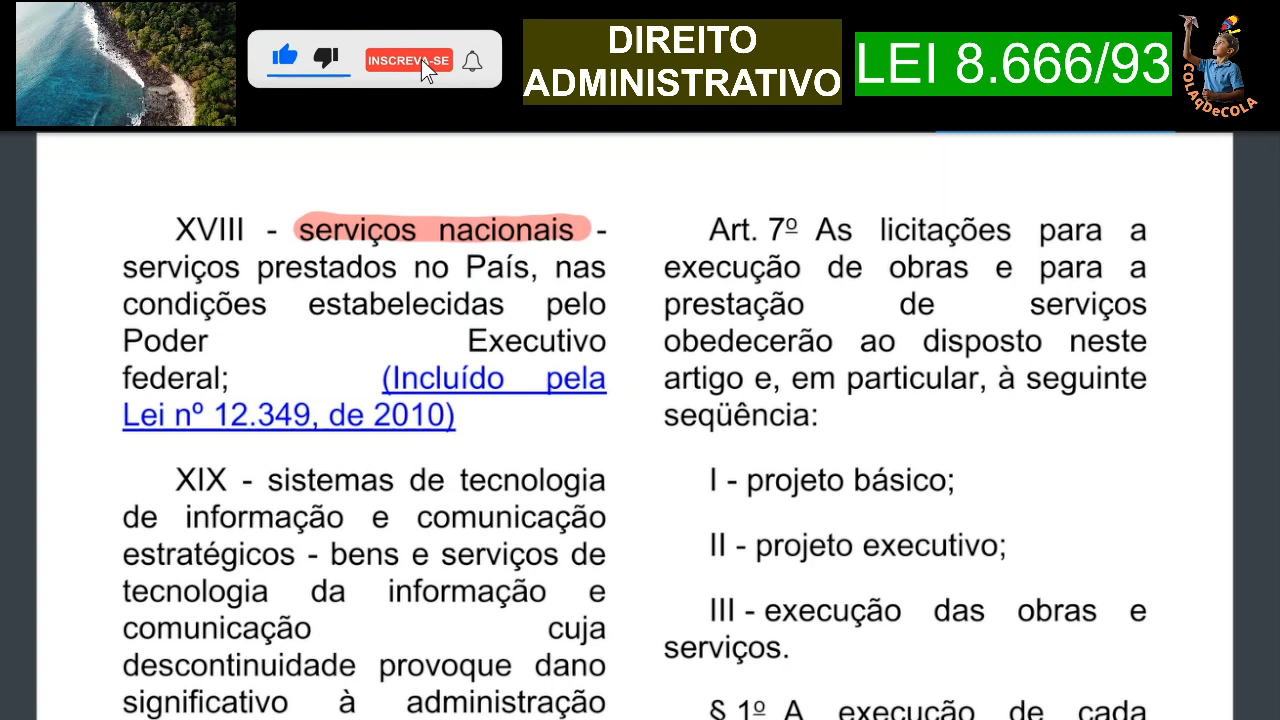 INSCREVA-SE
DIREITO
ADMINISTRATIVO
LEI 8.666/93
COLAqDeCOLA
XVIII - serviços nacionais -
serviços prestados no País, nas
condições estabelecidas pelo
Poder Executivo
federal; (Incluído pela
Lei nº 12.349, de 2010)
XIX - sistemas de tecnologia
de informação e comunicação
estratégicos - bens e serviços de
tecnologia da informação e
comunicação cuja
descontinuidade provoque dano
significativo à administração
Art. 7º As licitações para a
execução de obras e para a
prestação de serviços
obedecerão ao disposto neste
artigo e, em particular, à seguinte
seqüência:
I - projeto básico;
II - projeto executivo;
III - execução das obras e
serviços.
§ 1º A execução de cada